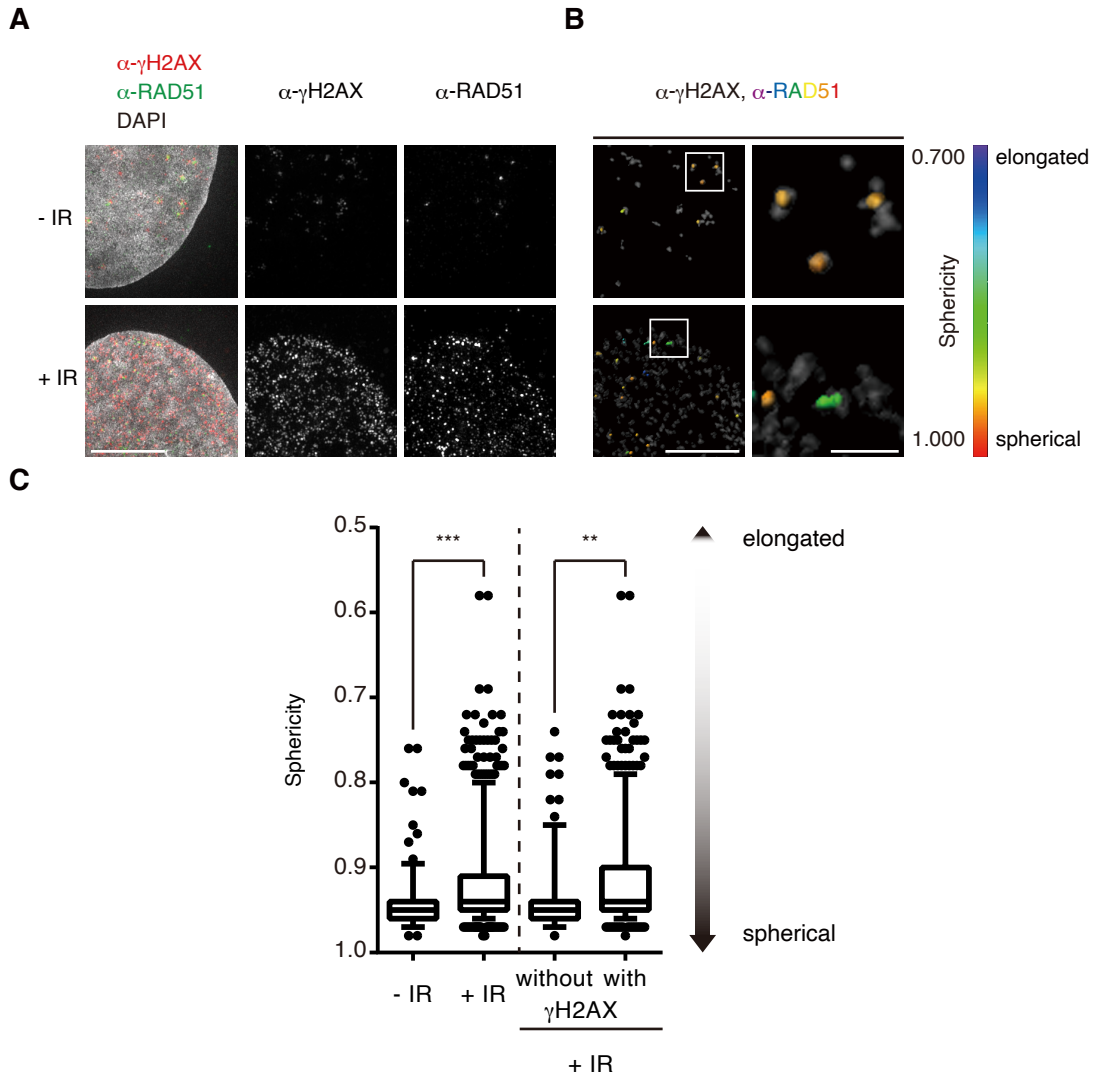 A
B
α-γH2AX
α-RAD51
DAPI
α-γH2AX
α-RAD51
α-γH2AX, α-RAD51
- IR
+ IR
0.700
elongated
Sphericity
1.000
spherical
C
0.5
0.6
0.7
0.8
0.9
1.0
Sphericity
***
**
elongated
spherical
- IR
+ IR
without with
γH2AX
+ IR